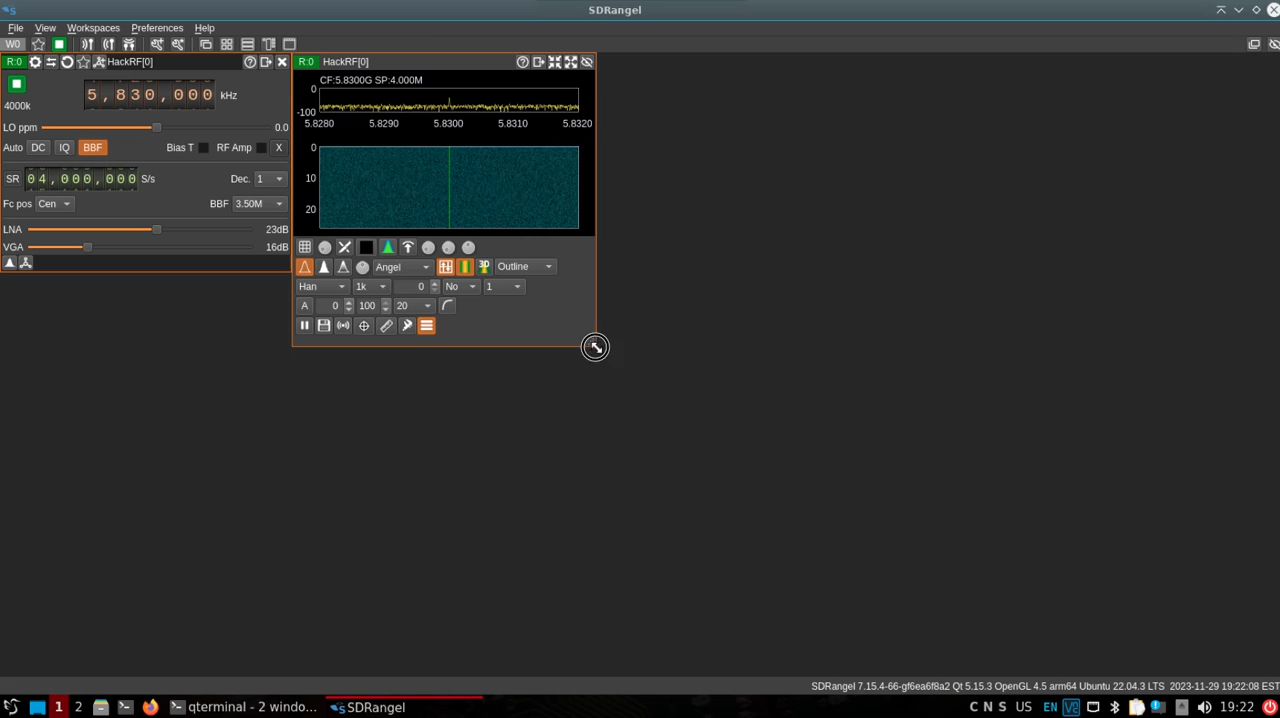 SDRangel
File View Workspaces Preferences Help
W0
R:0 HackRF[0]
4000k 5,830,000 kHz
LO ppm 0.0
Auto DC IQ BBF Bias T RF Amp X
SR 04,000,000 S/s Dec. 1
Fc pos Cen BBF 3.50M
LNA 23dB
VGA 16dB
R:0 HackRF[0]
CF:5.8300G SP:4.000M
0
-100
5.8280 5.8290 5.8300 5.8310 5.8320
0
10
20
Angel 3D Outline
Han 1k 0 No 1
A 0 100 20
SDRangel 7.15.4-66-gf6ea6f8a2 Qt 5.15.3 OpenGL 4.5 arm64 Ubuntu 22.04.3 LTS 2023-11-29 19:22:08 EST
1 2 qterminal - 2 windo... SDRangel C N S US EN 19:22